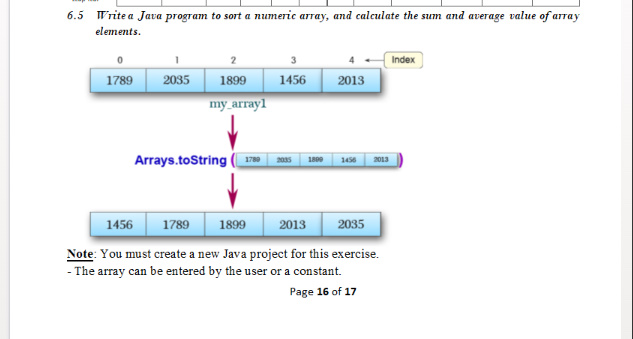 6.5 Write a Java program to sort a numeric array, and calculate the sum and average value of array
elements.
0 1 2 3 4 Index
1789 2035 1899 1456 2013
my_array1
Arrays.toString ( 1789 2035 1899 1456 2013 )
1456 1789 1899 2013 2035
Note: You must create a new Java project for this exercise.
- The array can be entered by the user or a constant.
Page 16 of 17